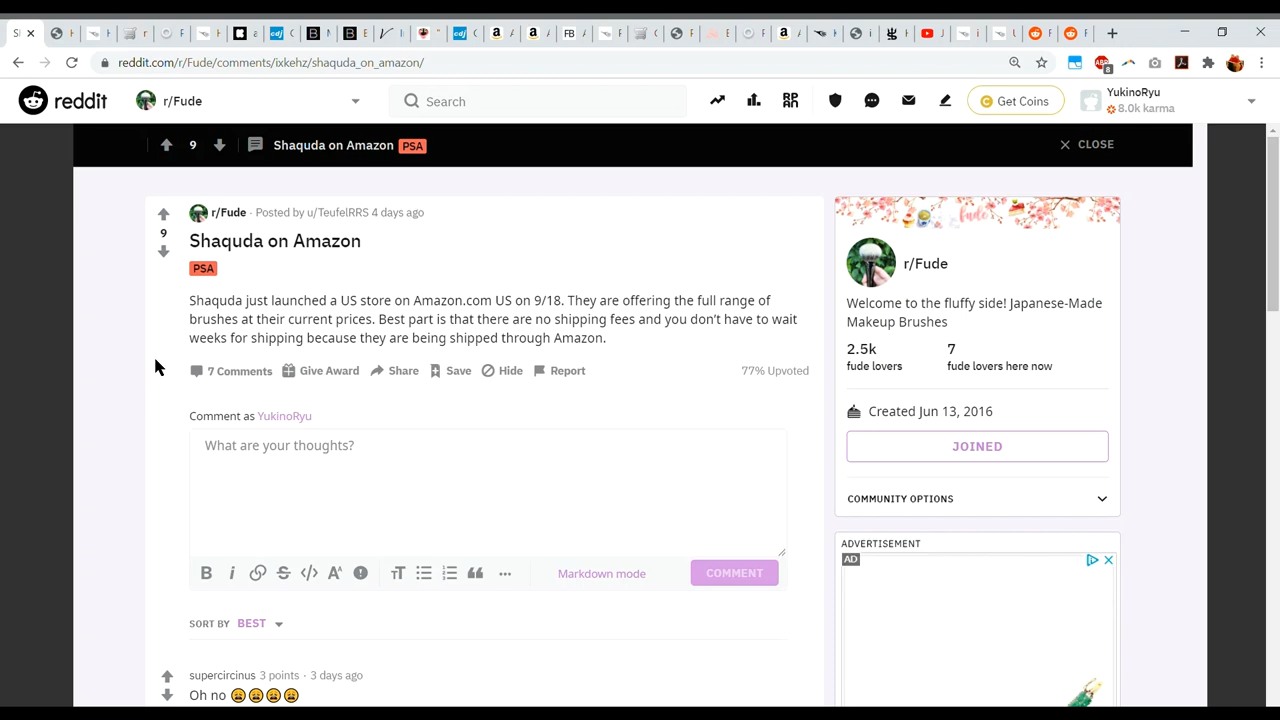 reddit.com/r/Fude/comments/ixkehz/shaquda_on_amazon/
reddit
r/Fude
Search
RP
AN
Get Coins
YukinoRyu
8.0k karma
9
Shaquda on Amazon
PSA
CLOSE
r/Fude · Posted by u/TeufelRRS 4 days ago
9
Shaquda on Amazon
PSA
Shaquda just launched a US store on Amazon.com US on 9/18. They are offering the full range of
brushes at their current prices. Best part is that there are no shipping fees and you don't have to wait
weeks for shipping because they are being shipped through Amazon.
7 Comments
Give Award
Share
Save
Hide
Report
77% Upvoted
Comment as YukinoRyu
What are your thoughts?
Markdown mode
COMMENT
SORT BY BEST
supercircinus 3 points · 3 days ago
Oh no 😩😩😩😩
fude
r/Fude
Welcome to the fluffy side! Japanese-Made
Makeup Brushes
2.5k
fude lovers
7
fude lovers here now
Created Jun 13, 2016
JOINED
COMMUNITY OPTIONS
ADVERTISEMENT
AD